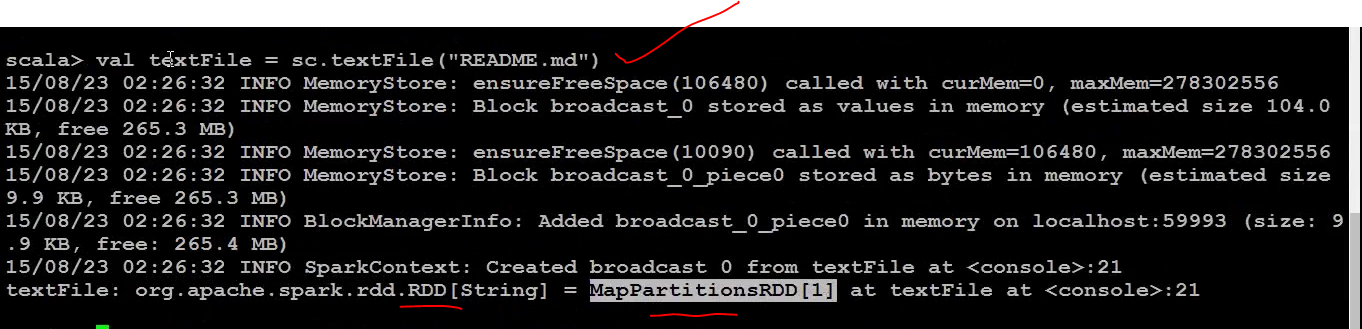 scala> val textFile = sc.textFile("README.md")
15/08/23 02:26:32 INFO MemoryStore: ensureFreeSpace(106480) called with curMem=0, maxMem=278302556
15/08/23 02:26:32 INFO MemoryStore: Block broadcast_0 stored as values in memory (estimated size 104.0
KB, free 265.3 MB)
15/08/23 02:26:32 INFO MemoryStore: ensureFreeSpace(10090) called with curMem=106480, maxMem=278302556
15/08/23 02:26:32 INFO MemoryStore: Block broadcast_0_piece0 stored as bytes in memory (estimated size
9.9 KB, free 265.3 MB)
15/08/23 02:26:32 INFO BlockManagerInfo: Added broadcast_0_piece0 in memory on localhost:59993 (size: 9
.9 KB, free: 265.4 MB)
15/08/23 02:26:32 INFO SparkContext: Created broadcast 0 from textFile at <console>:21
textFile: org.apache.spark.rdd.RDD[String] = MapPartitionsRDD[1] at textFile at <console>:21